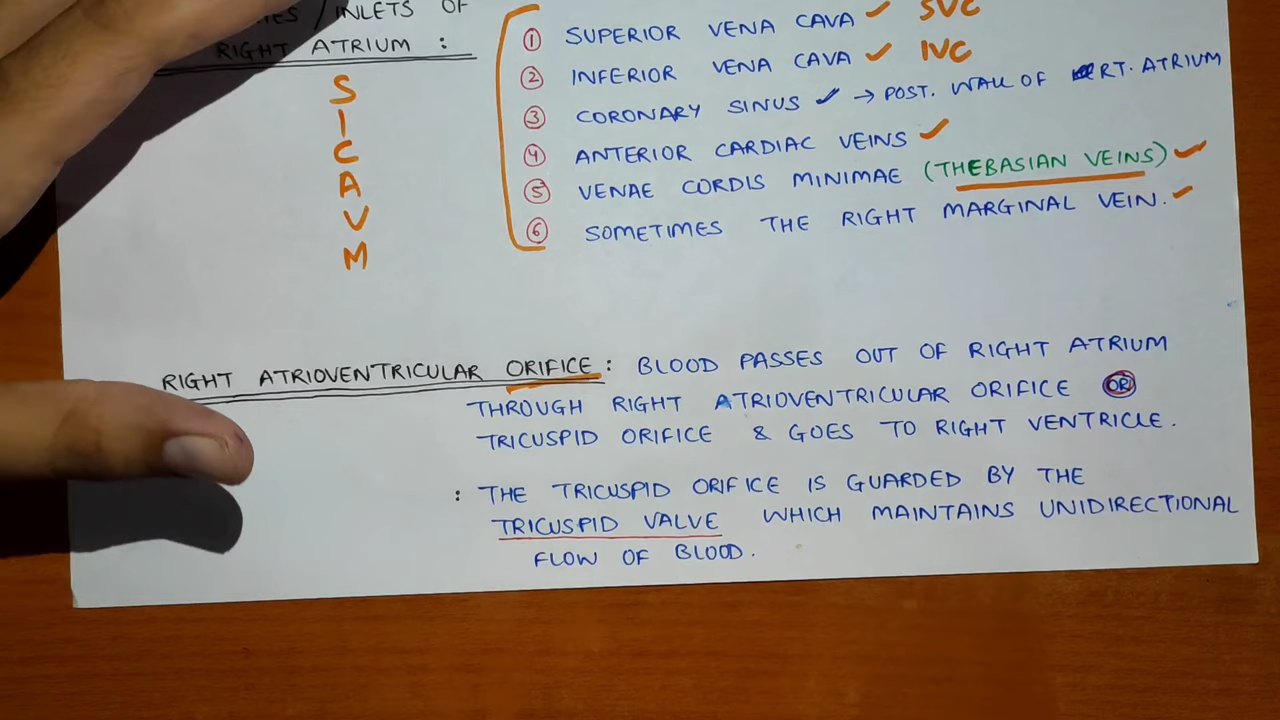 /INLETS OF
RIGHT ATRIUM :
S
I
C
A
V
M
① SUPERIOR VENA CAVA ✓ SVC
② INFERIOR VENA CAVA ✓ IVC
③ CORONARY SINUS ✓ → POST. WALL OF RT. ATRIUM
④ ANTERIOR CARDIAC VEINS ✓
⑤ VENAE CORDIS MINIMAE (THEBASIAN VEINS) ✓
⑥ SOMETIMES THE RIGHT MARGINAL VEIN. ✓
RIGHT ATRIOVENTRICULAR ORIFICE : BLOOD PASSES OUT OF RIGHT ATRIUM
THROUGH RIGHT ATRIOVENTRICULAR ORIFICE OR
TRICUSPID ORIFICE & GOES TO RIGHT VENTRICLE.
: THE TRICUSPID ORIFICE IS GUARDED BY THE
TRICUSPID VALVE WHICH MAINTAINS UNIDIRECTIONAL
FLOW OF BLOOD.